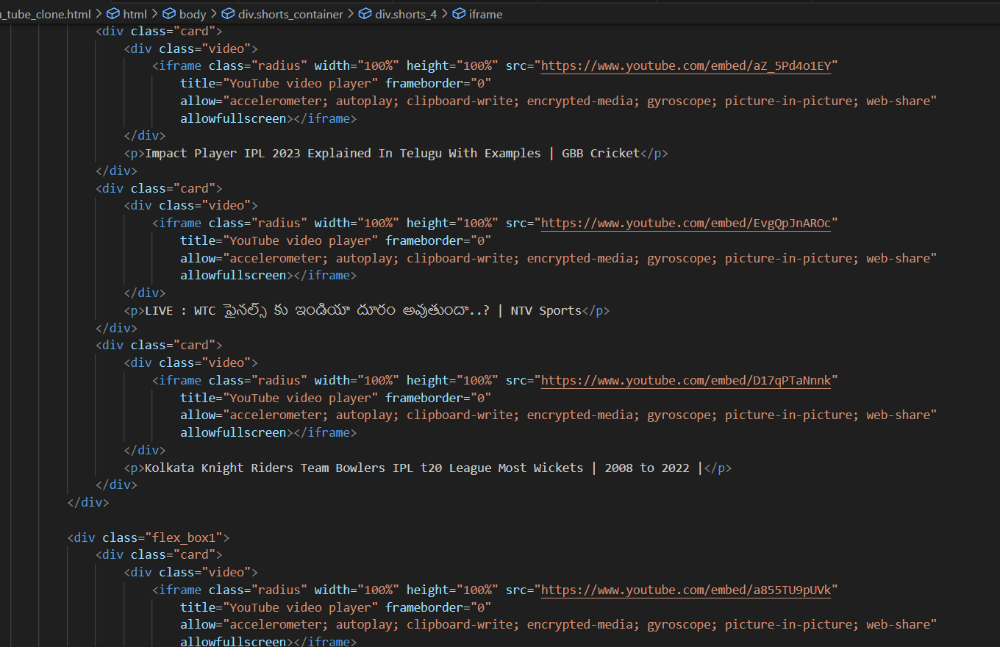 u_tube_clone.html > html > body > div.shorts_container > div.shorts_4 > iframe
<div class="card">
<div class="video">
<iframe class="radius" width="100%" height="100%" src="https://www.youtube.com/embed/aZ_5Pd4o1EY"
title="YouTube video player" frameborder="0"
allow="accelerometer; autoplay; clipboard-write; encrypted-media; gyroscope; picture-in-picture; web-share"
allowfullscreen></iframe>
</div>
<p>Impact Player IPL 2023 Explained In Telugu With Examples | GBB Cricket</p>
</div>
<div class="card">
<div class="video">
<iframe class="radius" width="100%" height="100%" src="https://www.youtube.com/embed/EvgQpJnAROc"
title="YouTube video player" frameborder="0"
allow="accelerometer; autoplay; clipboard-write; encrypted-media; gyroscope; picture-in-picture; web-share"
allowfullscreen></iframe>
</div>
<p>LIVE : WTC ఫైనల్స్ కు ఇండియా దూరం అవుతుందా..? | NTV Sports</p>
</div>
<div class="card">
<div class="video">
<iframe class="radius" width="100%" height="100%" src="https://www.youtube.com/embed/D17qPTaNnnk"
title="YouTube video player" frameborder="0"
allow="accelerometer; autoplay; clipboard-write; encrypted-media; gyroscope; picture-in-picture; web-share"
allowfullscreen></iframe>
</div>
<p>Kolkata Knight Riders Team Bowlers IPL t20 League Most Wickets | 2008 to 2022 |</p>
</div>
</div>
<div class="flex_box1">
<div class="card">
<div class="video">
<iframe class="radius" width="100%" height="100%" src="https://www.youtube.com/embed/a855TU9pUVk"
title="YouTube video player" frameborder="0"
allow="accelerometer; autoplay; clipboard-write; encrypted-media; gyroscope; picture-in-picture; web-share"
allowfullscreen></iframe>